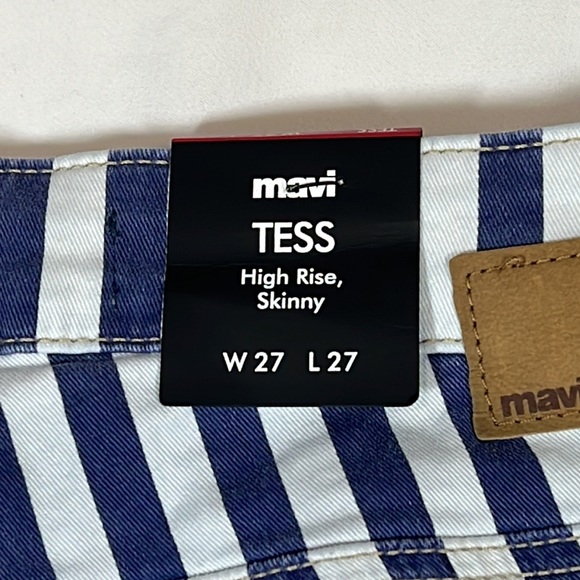 mavi
TESS
High Rise,
Skinny
W 27 L 27
mavi